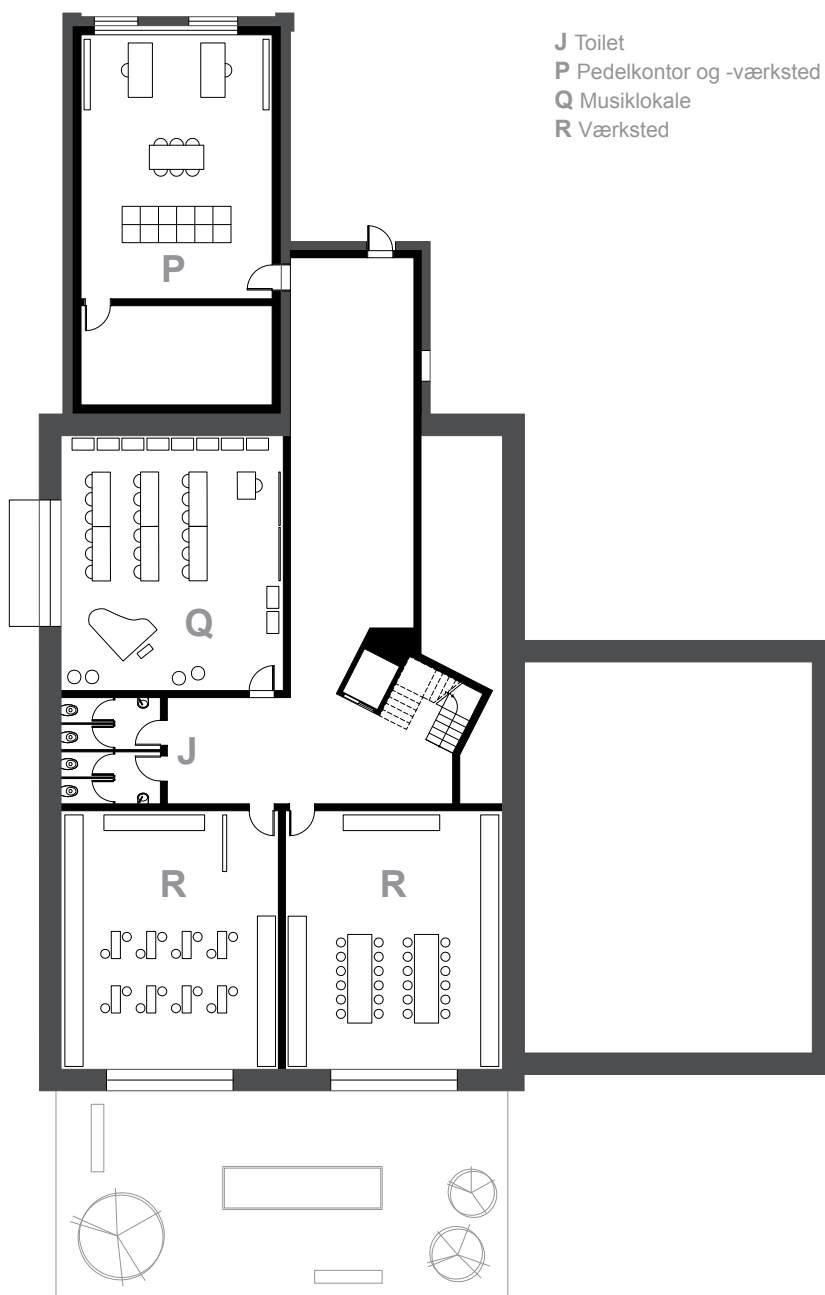 J Toilet
P Pedelkontor og -værksted
Q Musiklokale
R Værksted
P
Q
J
R R